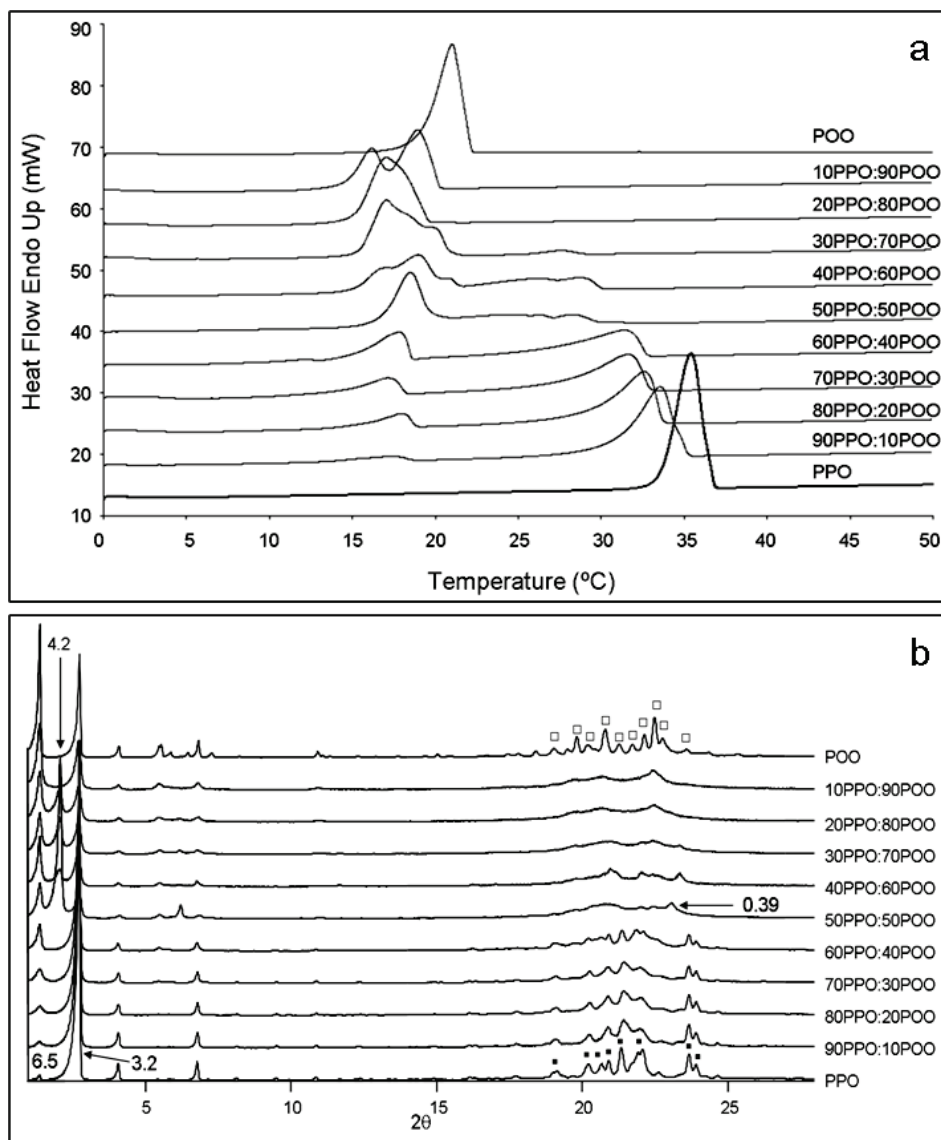 a
90
80
70
60
50
40
30
20
10
Heat Flow Endo Up (mW)
POO
10PPO:90POO
20PPO:80POO
30PPO:70POO
40PPO:60POO
50PPO:50POO
60PPO:40POO
70PPO:30POO
80PPO:20POO
90PPO:10POO
PPO
0 5 10 15 20 25 30 35 40 45 50
Temperature (ºC)
b
4.2
POO
10PPO:90POO
20PPO:80POO
30PPO:70POO
40PPO:60POO
0.39
50PPO:50POO
60PPO:40POO
70PPO:30POO
80PPO:20POO
90PPO:10POO
6.5
3.2
PPO
5 10 15 20 25
2θ